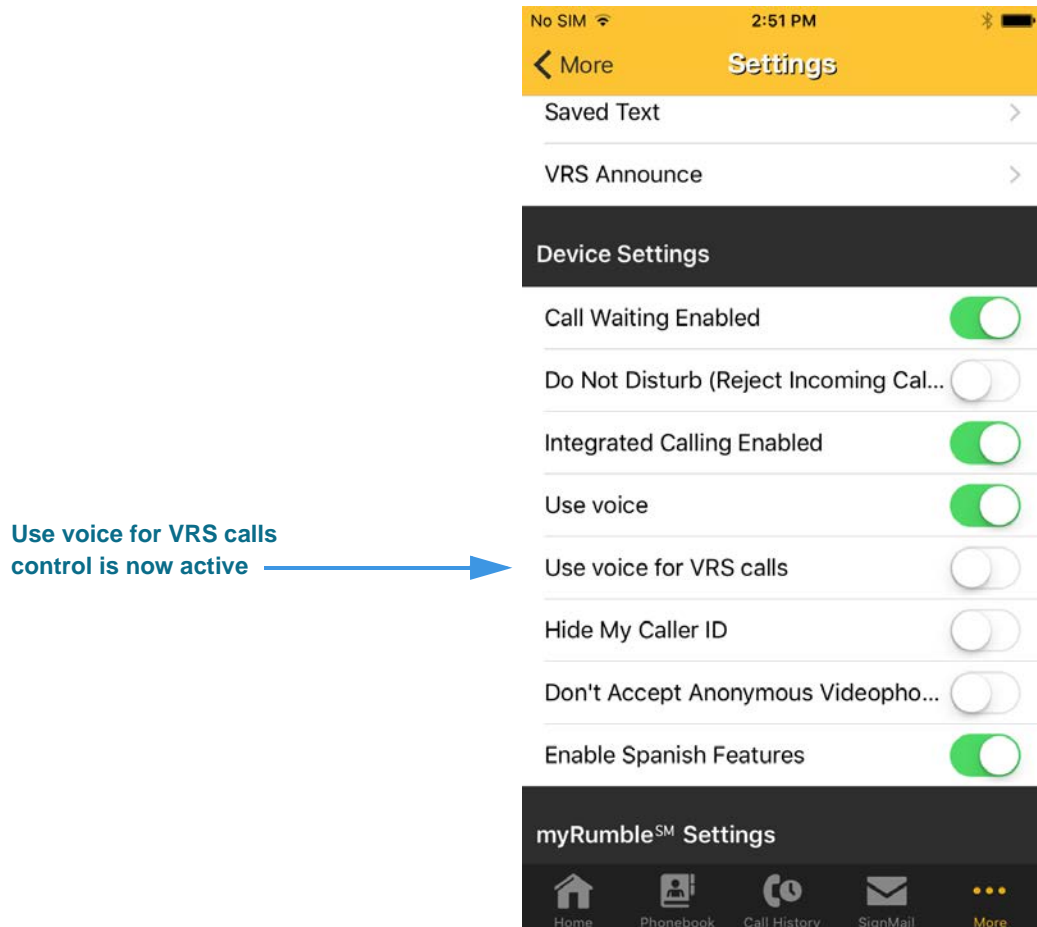 No SIM 2:51 PM
More Settings
Saved Text
VRS Announce
Device Settings
Call Waiting Enabled
Do Not Disturb (Reject Incoming Cal...
Integrated Calling Enabled
Use voice
Use voice for VRS calls
control is now active
Use voice for VRS calls
Hide My Caller ID
Don't Accept Anonymous Videopho...
Enable Spanish Features
myRumble℠ Settings
Home Phonebook Call History SignMail More